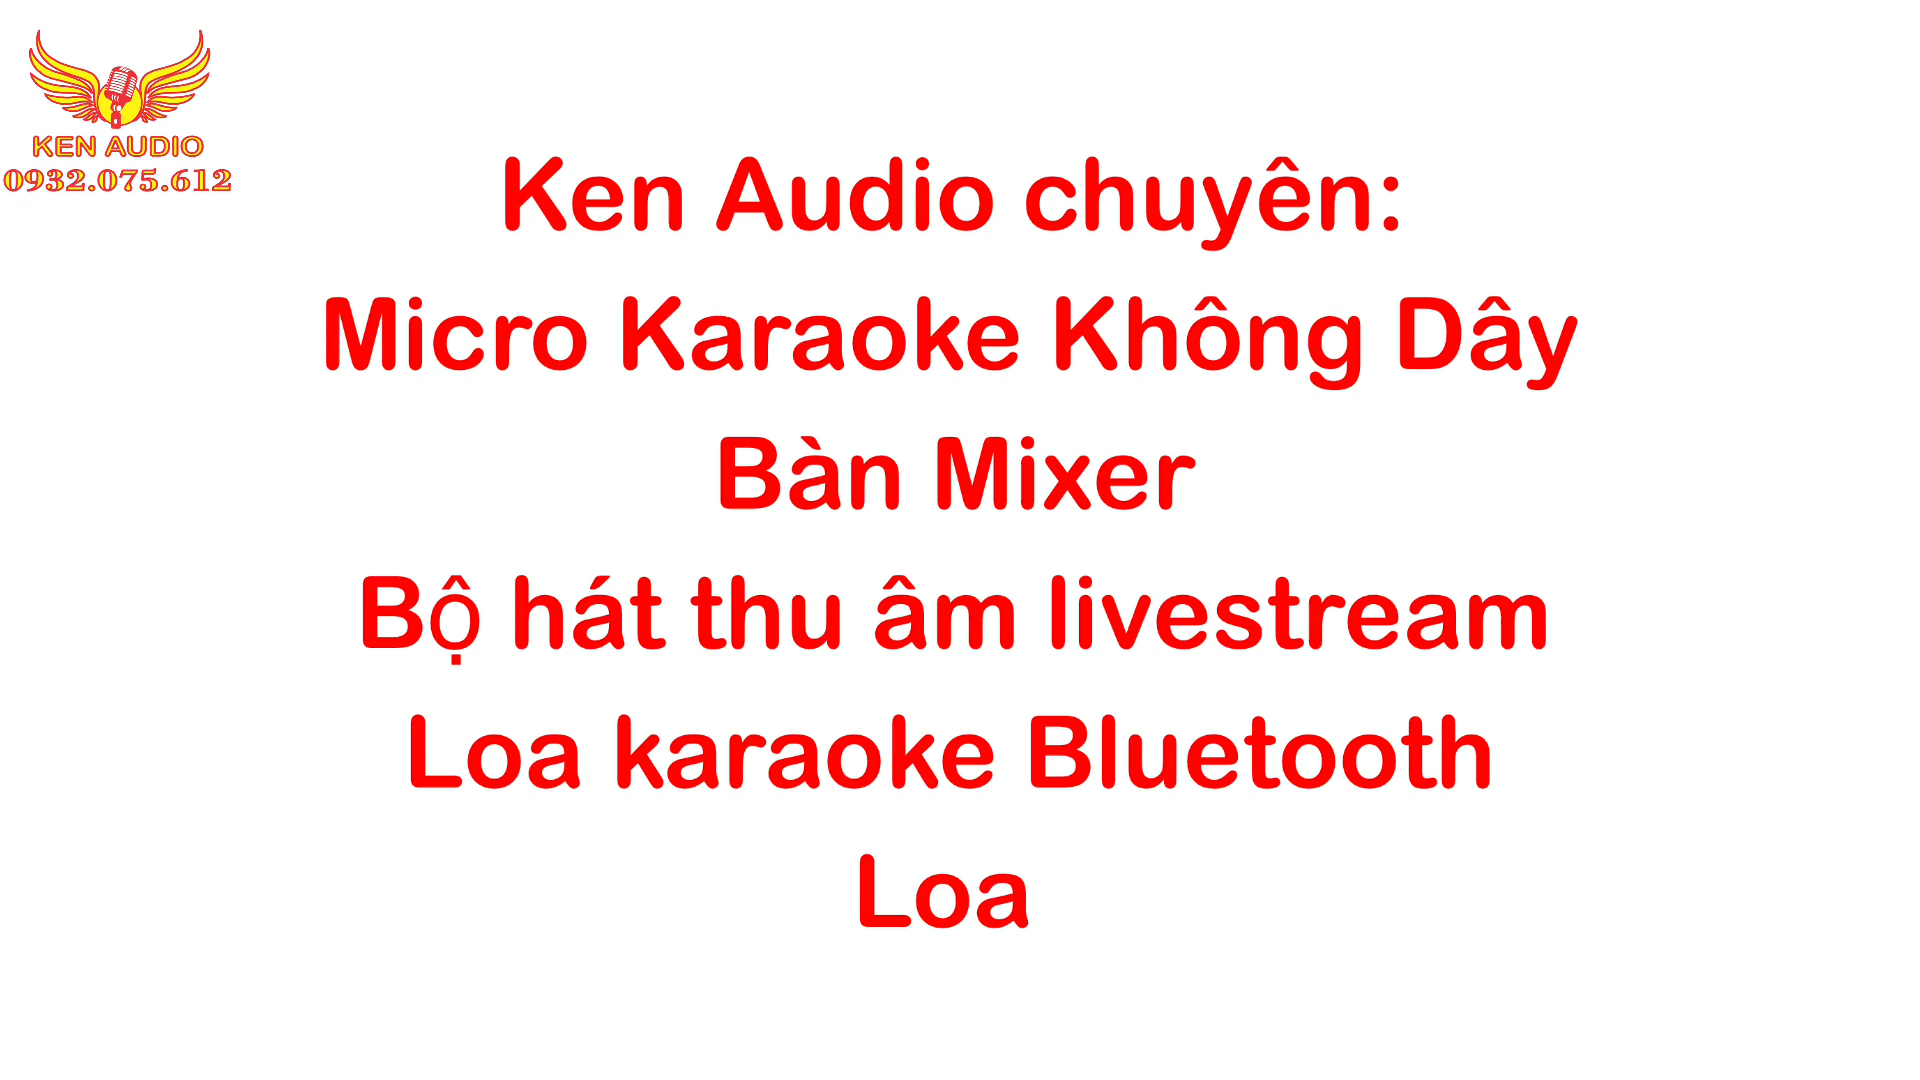 KEN AUDIO
0932.075.612
Ken Audio chuyên:
Micro Karaoke Không Dây
Bàn Mixer
Bộ hát thu âm livestream
Loa karaoke Bluetooth
Loa